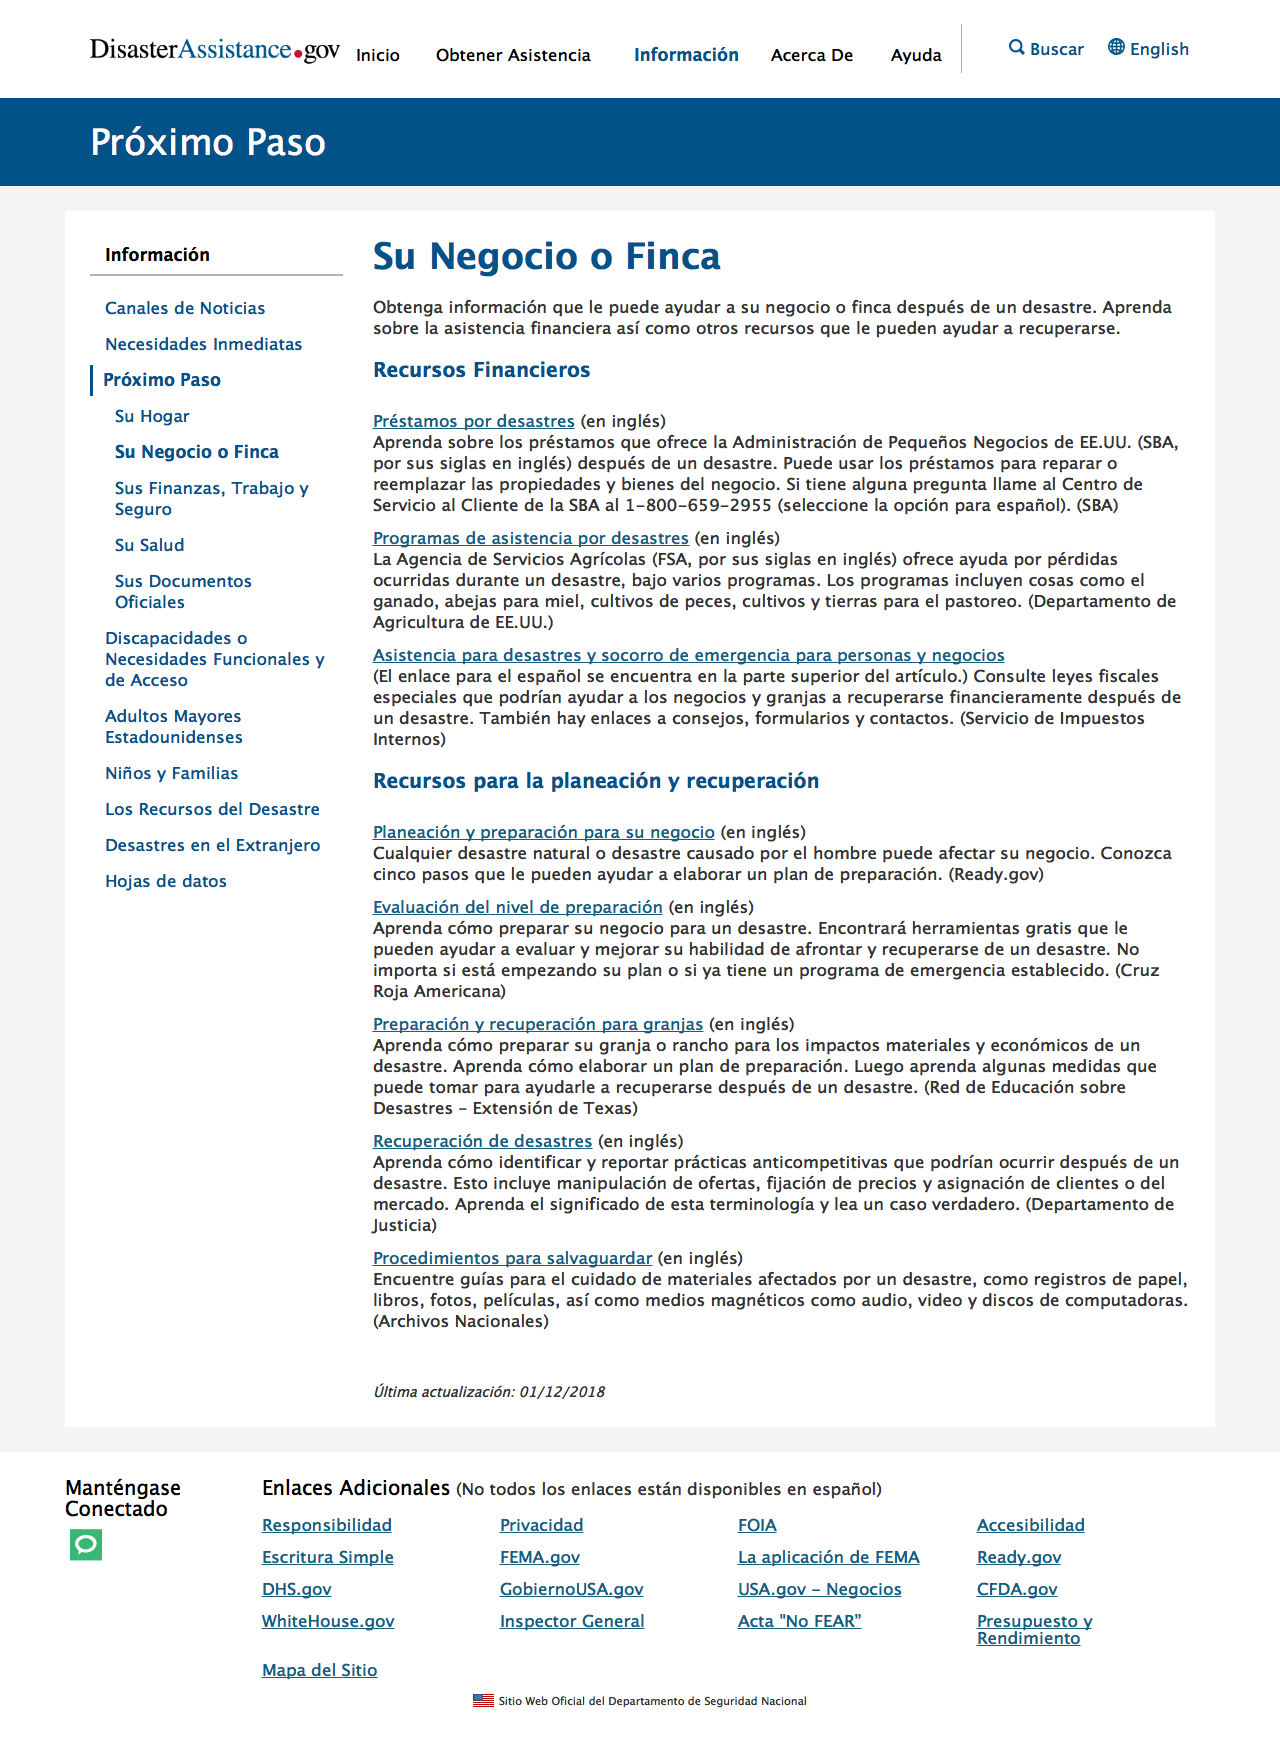 DisasterAssistance.gov
Inicio
Obtener Asistencia
Información
Acerca De
Ayuda
Buscar
English
Próximo Paso
Información
Canales de Noticias
Necesidades Inmediatas
Próximo Paso
Su Hogar
Su Negocio o Finca
Sus Finanzas, Trabajo y
Seguro
Su Salud
Sus Documentos
Oficiales
Discapacidades o
Necesidades Funcionales y
de Acceso
Adultos Mayores
Estadounidenses
Niños y Familias
Los Recursos del Desastre
Desastres en el Extranjero
Hojas de datos
Su Negocio o Finca
Obtenga información que le puede ayudar a su negocio o finca después de un desastre. Aprenda
sobre la asistencia financiera así como otros recursos que le pueden ayudar a recuperarse.
Recursos Financieros
Préstamos por desastres (en inglés)
Aprenda sobre los préstamos que ofrece la Administración de Pequeños Negocios de EE.UU. (SBA,
por sus siglas en inglés) después de un desastre. Puede usar los préstamos para reparar o
reemplazar las propiedades y bienes del negocio. Si tiene alguna pregunta llame al Centro de
Servicio al Cliente de la SBA al 1-800-659-2955 (seleccione la opción para español). (SBA)
Programas de asistencia por desastres (en inglés)
La Agencia de Servicios Agrícolas (FSA, por sus siglas en inglés) ofrece ayuda por pérdidas
ocurridas durante un desastre, bajo varios programas. Los programas incluyen cosas como el
ganado, abejas para miel, cultivos de peces, cultivos y tierras para el pastoreo. (Departamento de
Agricultura de EE.UU.)
Asistencia para desastres y socorro de emergencia para personas y negocios
(El enlace para el español se encuentra en la parte superior del artículo.) Consulte leyes fiscales
especiales que podrían ayudar a los negocios y granjas a recuperarse financieramente después de
un desastre. También hay enlaces a consejos, formularios y contactos. (Servicio de Impuestos
Internos)
Recursos para la planeación y recuperación
Planeación y preparación para su negocio (en inglés)
Cualquier desastre natural o desastre causado por el hombre puede afectar su negocio. Conozca
cinco pasos que le pueden ayudar a elaborar un plan de preparación. (Ready.gov)
Evaluación del nivel de preparación (en inglés)
Aprenda cómo preparar su negocio para un desastre. Encontrará herramientas gratis que le
pueden ayudar a evaluar y mejorar su habilidad de afrontar y recuperarse de un desastre. No
importa si está empezando su plan o si ya tiene un programa de emergencia establecido. (Cruz
Roja Americana)
Preparación y recuperación para granjas (en inglés)
Aprenda cómo preparar su granja o rancho para los impactos materiales y económicos de un
desastre. Aprenda cómo elaborar un plan de preparación. Luego aprenda algunas medidas que
puede tomar para ayudarle a recuperarse después de un desastre. (Red de Educación sobre
Desastres – Extensión de Texas)
Recuperación de desastres (en inglés)
Aprenda cómo identificar y reportar prácticas anticompetitivas que podrían ocurrir después de un
desastre. Esto incluye manipulación de ofertas, fijación de precios y asignación de clientes o del
mercado. Aprenda el significado de esta terminología y lea un caso verdadero. (Departamento de
Justicia)
Procedimientos para salvaguardar (en inglés)
Encuentre guías para el cuidado de materiales afectados por un desastre, como registros de papel,
libros, fotos, películas, así como medios magnéticos como audio, video y discos de computadoras.
(Archivos Nacionales)
Última actualización: 01/12/2018
Manténgase
Conectado
Enlaces Adicionales (No todos los enlaces están disponibles en español)
Responsibilidad
Privacidad
FOIA
Accesibilidad
Escritura Simple
FEMA.gov
La aplicación de FEMA
Ready.gov
DHS.gov
GobiernoUSA.gov
USA.gov – Negocios
CFDA.gov
WhiteHouse.gov
Inspector General
Acta "No FEAR”
Presupuesto y
Rendimiento
Mapa del Sitio
Sitio Web Oficial del Departamento de Seguridad Nacional